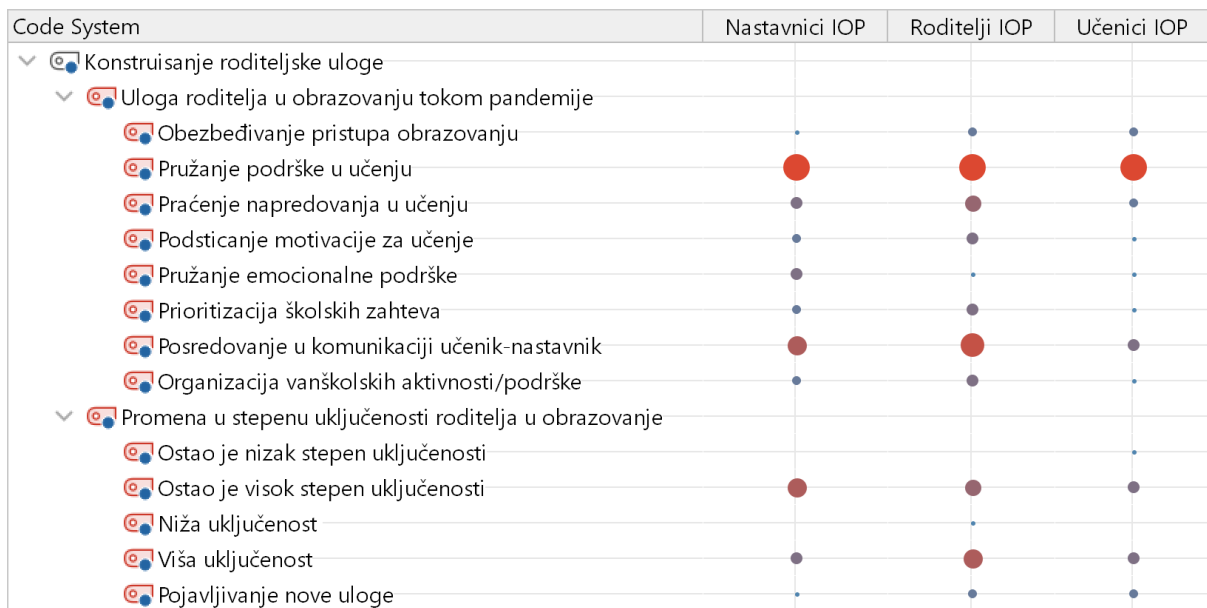 Code System Nastavnici IOP Roditelji IOP Učenici IOP
Konstruisanje roditeljske uloge
Uloga roditelja u obrazovanju tokom pandemije
Obezbeđivanje pristupa obrazovanju
Pružanje podrške u učenju
Praćenje napredovanja u učenju
Podsticanje motivacije za učenje
Pružanje emocionalne podrške
Prioritizacija školskih zahteva
Posredovanje u komunikaciji učenik-nastavnik
Organizacija vanškolskih aktivnosti/podrške
Promena u stepenu uključenosti roditelja u obrazovanje
Ostao je nizak stepen uključenosti
Ostao je visok stepen uključenosti
Niža uključenost
Viša uključenost
Pojavljivanje nove uloge